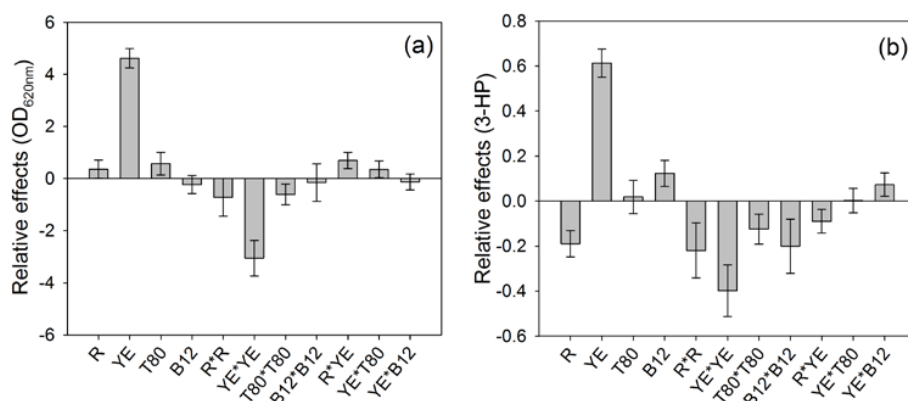 (a)
Relative effects (OD620nm)
6
4
2
0
-2
-4
-6
R
YE
T80
B12
R*R
YE*YE
T80*T80
B12*B12
R*YE
YE*T80
YE*B12
(b)
Relative effects (3-HP)
0.8
0.6
0.4
0.2
0.0
-0.2
-0.4
-0.6
R
YE
T80
B12
R*R
YE*YE
T80*T80
B12*B12
R*YE
YE*T80
YE*B12